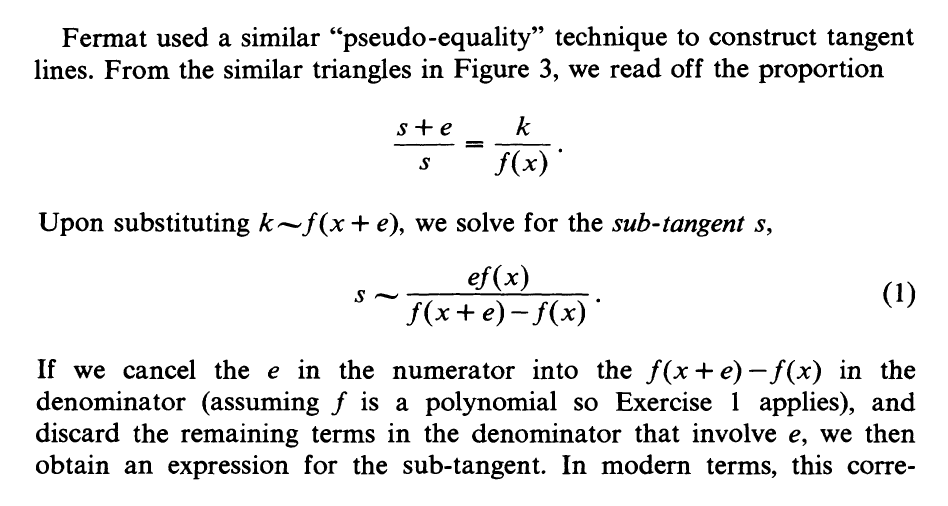 Fermat used a similar “pseudo-equality” technique to construct tangent
lines. From the similar triangles in Figure 3, we read off the proportion
\frac{s+e}{s} = \frac{k}{f(x)}.
Upon substituting k∼f(x+e), we solve for the sub-tangent s,
s ∼ \frac{ef(x)}{f(x+e)−f(x)}. (1)
If we cancel the e in the numerator into the f(x+e)−f(x) in the
denominator (assuming f is a polynomial so Exercise 1 applies), and
discard the remaining terms in the denominator that involve e, we then
obtain an expression for the sub-tangent. In modern terms, this corre-